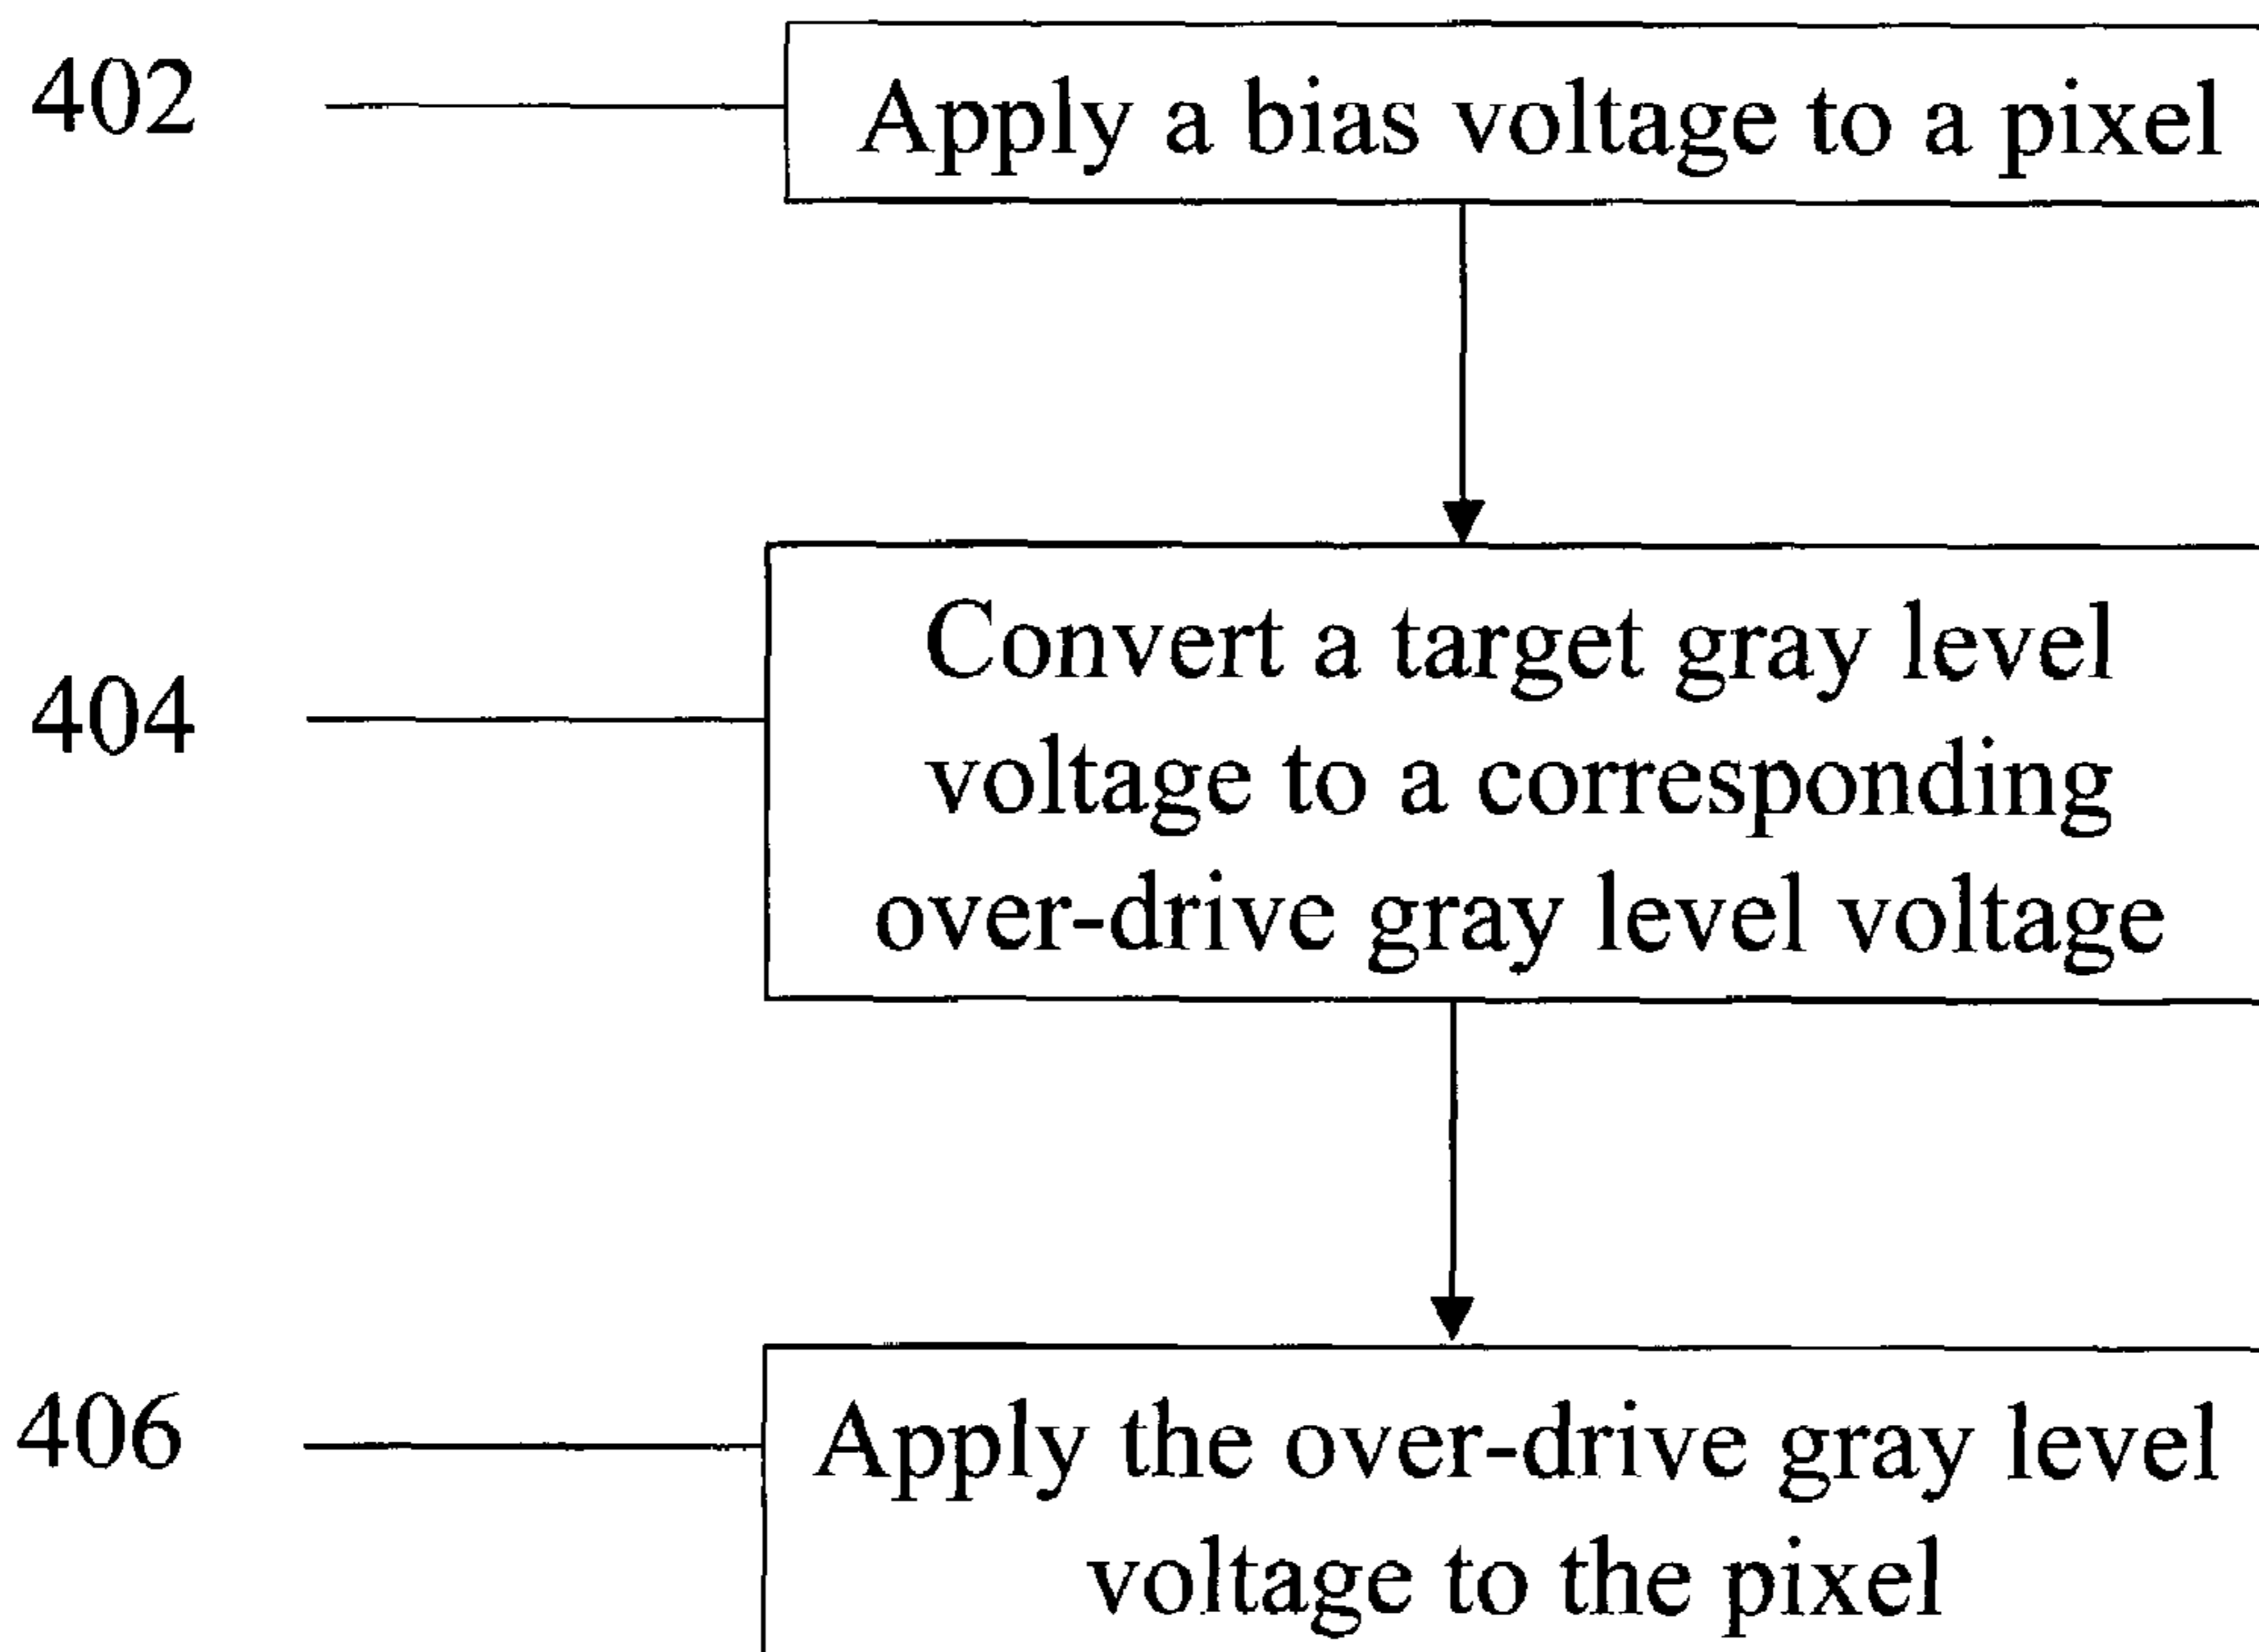 402
Apply a bias voltage to a pixel
404
Convert a target gray level
voltage to a corresponding
over-drive gray level voltage
406
Apply the over-drive gray level
voltage to the pixel